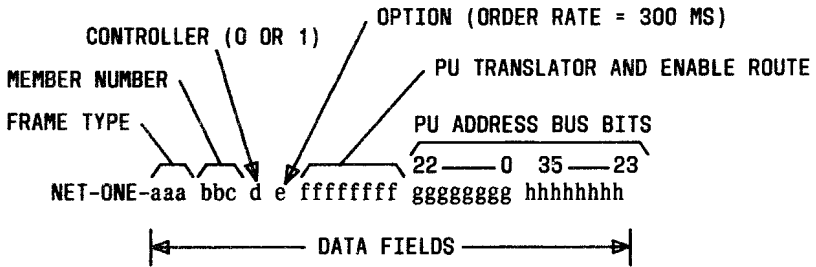 OPTION (ORDER RATE = 300 MS)
CONTROLLER (0 OR 1)
PU TRANSLATOR AND ENABLE ROUTE
MEMBER NUMBER
FRAME TYPE
PU ADDRESS BUS BITS
22 0 35 23
NET-ONE-aaa bbc d e ffffffff gggggggg hhhhhhhh
DATA FIELDS